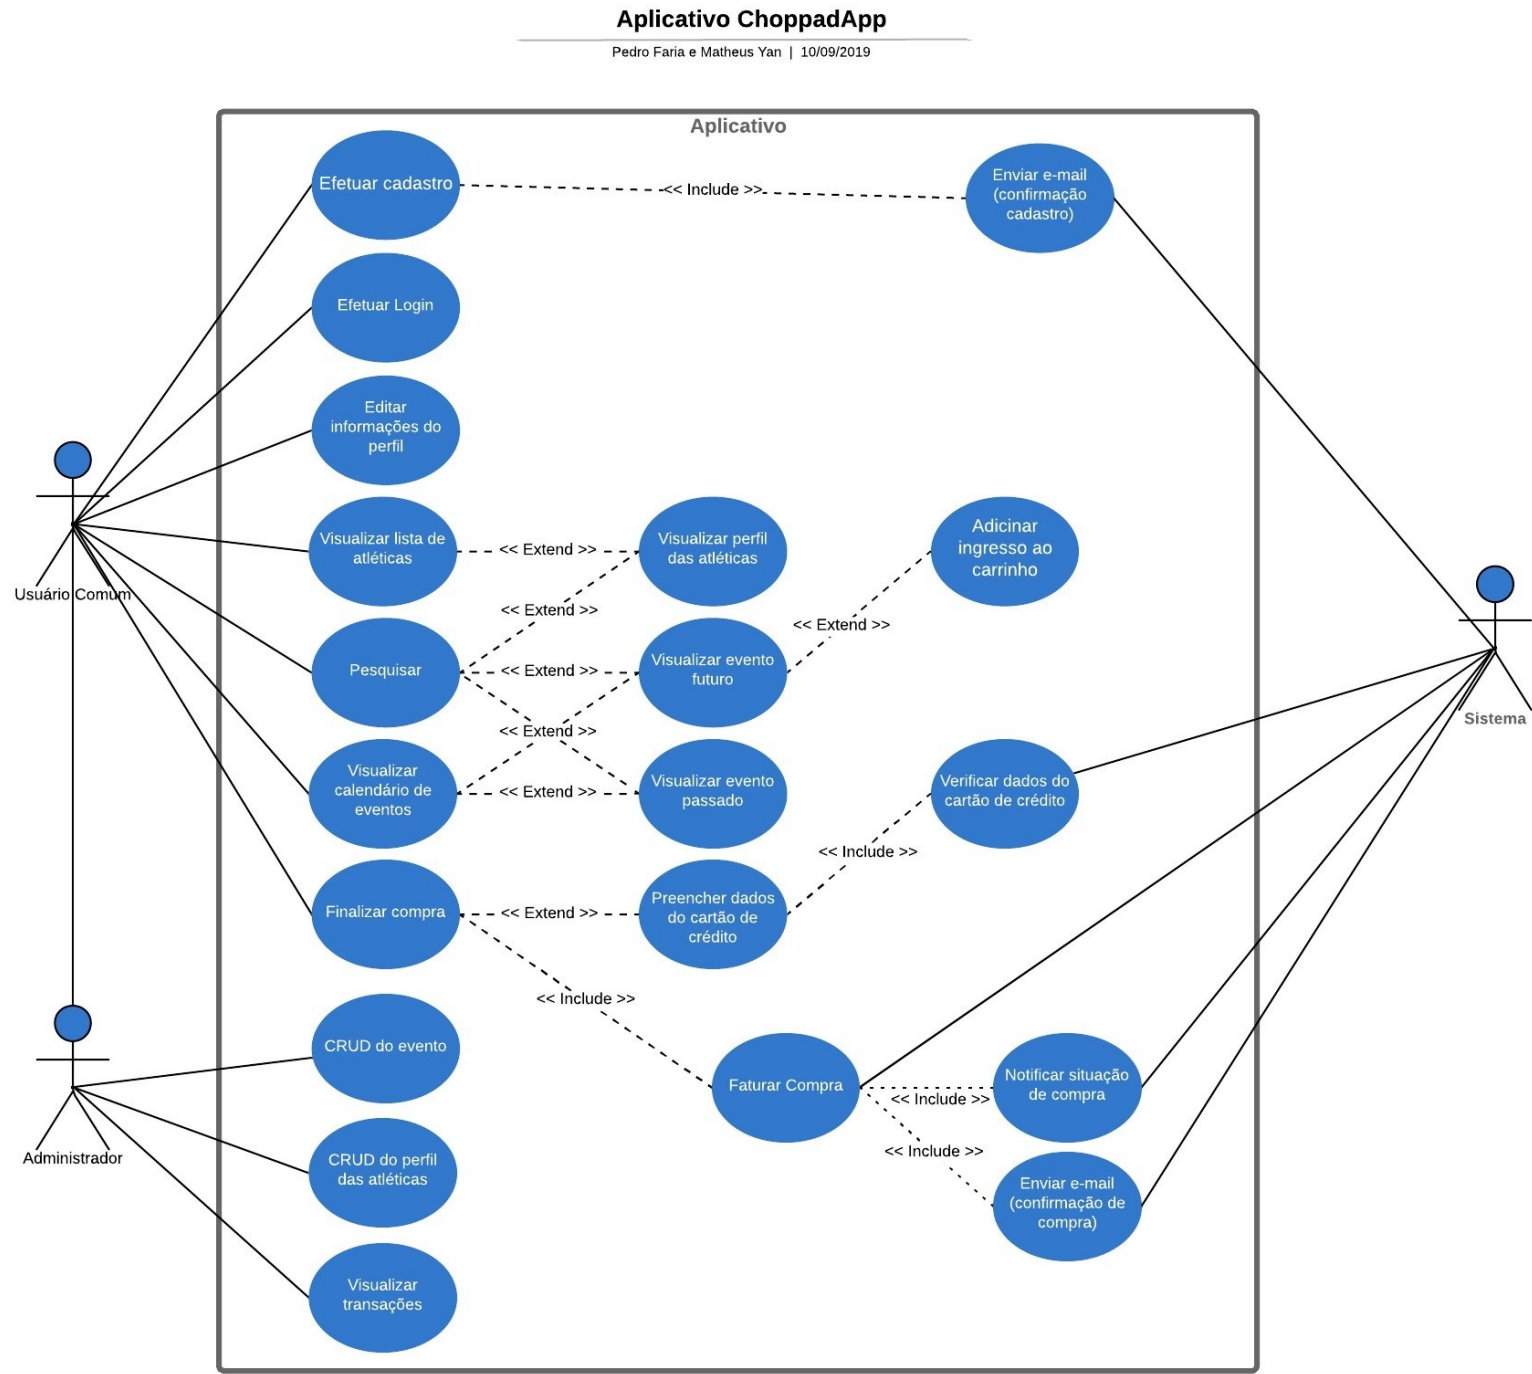 Aplicativo ChoppadApp
Pedro Faria e Matheus Yan | 10/09/2019
Aplicativo
Efetuar cadastro
<< Include >>
Enviar e-mail
(confirmação
cadastro)
Efetuar Login
Editar
informações do
perfil
Usuário Comum
Visualizar lista de
atléticas
<< Extend >>
Visualizar perfil
das atléticas
Adicinar
ingresso ao
carrinho
<< Extend >>
<< Extend >>
Pesquisar
<< Extend >>
Visualizar evento
futuro
Sistema
<< Extend >>
Visualizar
calendário de
eventos
<< Extend >>
Visualizar evento
passado
Verificar dados do
cartão de crédito
<< Include >>
Finalizar compra
<< Extend >>
Preencher dados
do cartão de
crédito
<< Include >>
CRUD do evento
Faturar Compra
<< Include >>
Notificar situação
de compra
<< Include >>
Administrador
CRUD do perfil
das atléticas
Enviar e-mail
(confirmação de
compra)
Visualizar
transações